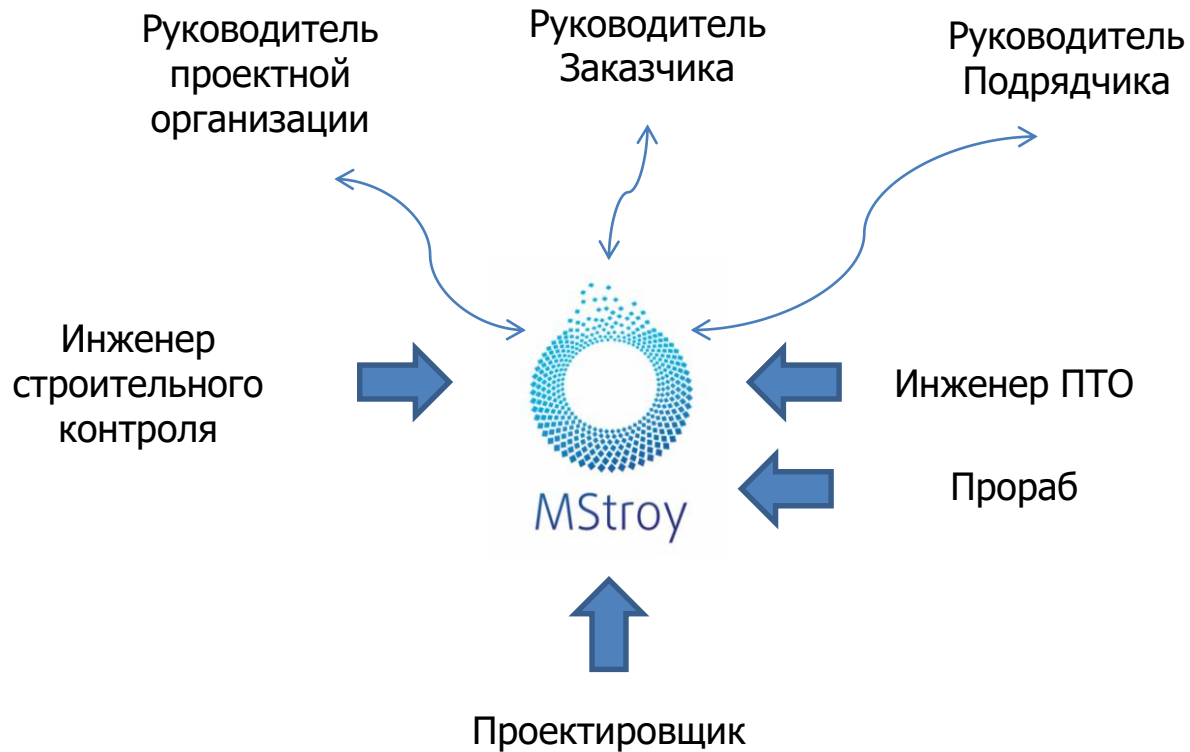 Руководитель
проектной
организации
Руководитель
Заказчика
Руководитель
Подрядчика
Инженер
строительного
контроля
Инженер ПТО
Прораб
MStroy
Проектировщик